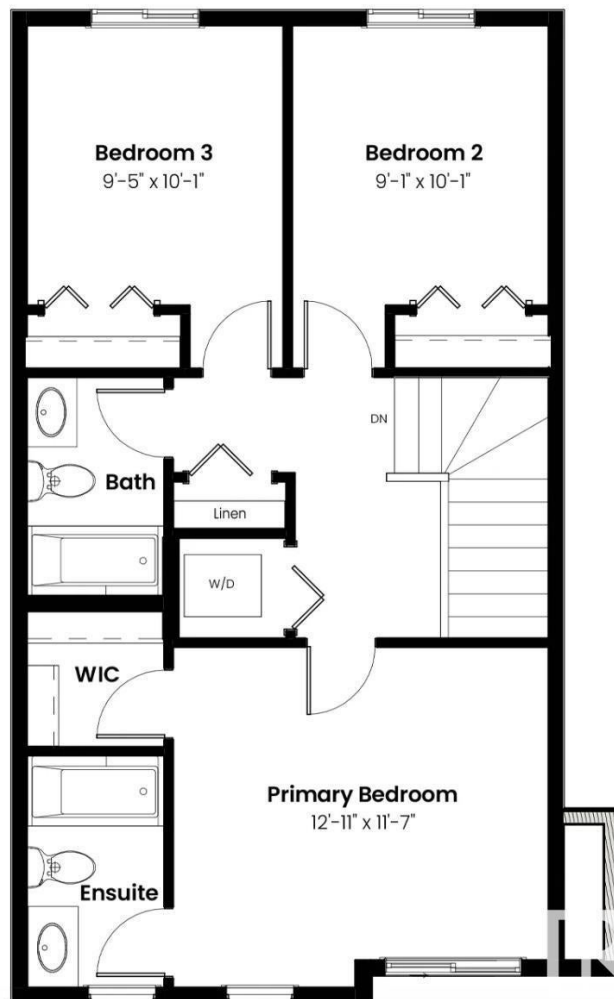 Bedroom 3
9'-5" x 10'-1"
Bedroom 2
9'-1" x 10'-1"
DN
Bath
Linen
W/D
WIC
Primary Bedroom
12'-11" x 11'-7"
Ensuite